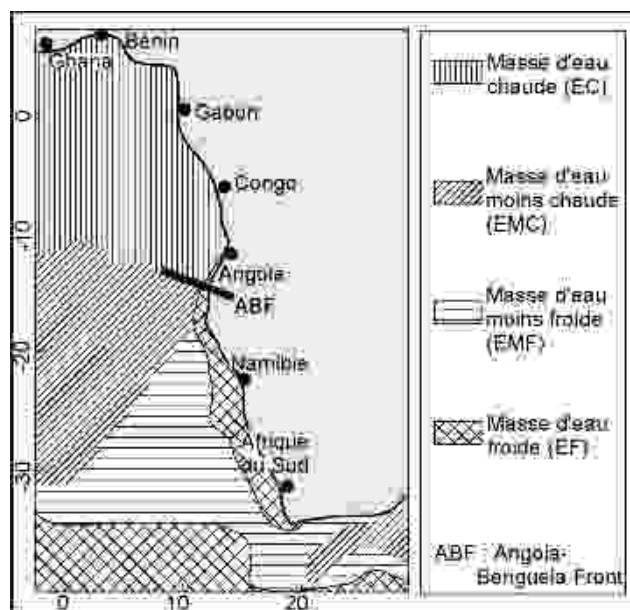 Bénin
Ghana
Gabon
Congo
Angola
ABF
Namibie
Afrique
du Sud
0
-10
-20
-30
0
10
20
Masse d'eau
chaude (EC)
Masse d'eau
moins chaude
(EMC)
Masse d'eau
moins froide
(EMF)
Masse d'eau
froide (EF)
ABF : Angola-
Benguela Front